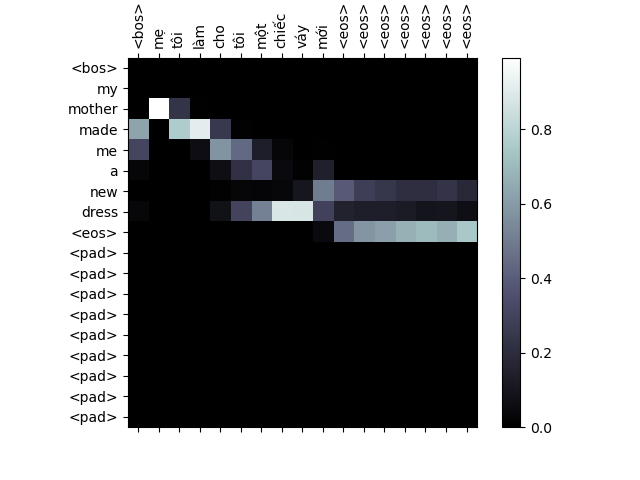 <bos> mẹ tôi làm cho tôi một chiếc váy mới <eos> <eos> <eos> <eos> <eos> <eos> <eos>
<bos>
my
mother
made
me
a
new
dress
<eos>
<pad>
<pad>
<pad>
<pad>
<pad>
<pad>
<pad>
<pad>
<pad>
0.8
0.6
0.4
0.2
0.0